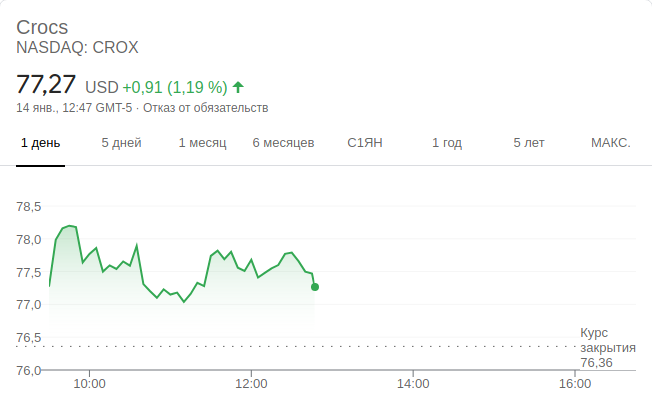 Crocs
NASDAQ: CROX
77,27 USD +0,91 (1,19 %)
14 янв., 12:47 GMT-5 · Отказ от обязательств
1 день 5 дней 1 месяц 6 месяцев С1ЯН 1 год 5 лет МАКС.
78,5
78,0
77,5
77,0
76,5
Курс
закрытия
76,36
76,0
10:00 12:00 14:00 16:00